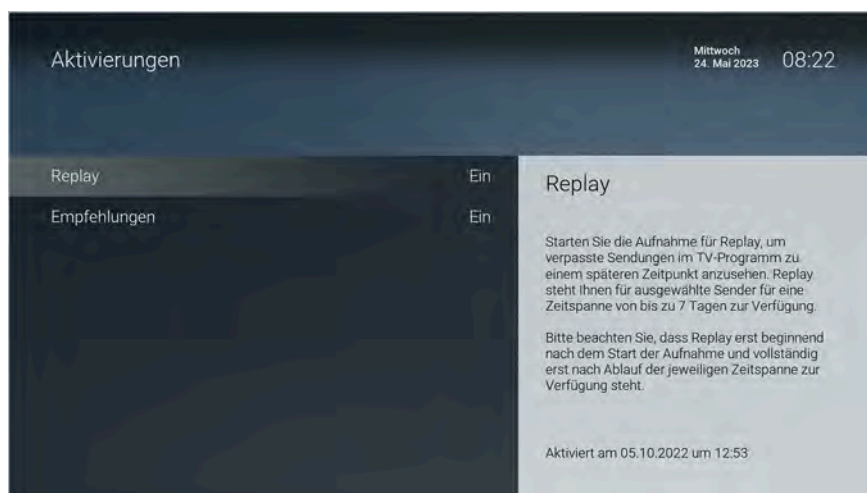 Aktivierungen
Mittwoch
24. Mai 2023
08:22
Replay
Ein
Empfehlungen
Ein
Replay
Starten Sie die Aufnahme für Replay, um
verpasste Sendungen im TV-Programm zu
einem späteren Zeitpunkt anzusehen. Replay
steht Ihnen für ausgewählte Sender für eine
Zeitspanne von bis zu 7 Tagen zur Verfügung.
Bitte beachten Sie, dass Replay erst beginnend
nach dem Start der Aufnahme und vollständig
erst nach Ablauf der jeweiligen Zeitspanne zur
Verfügung steht.
Aktiviert am 05.10.2022 um 12:53